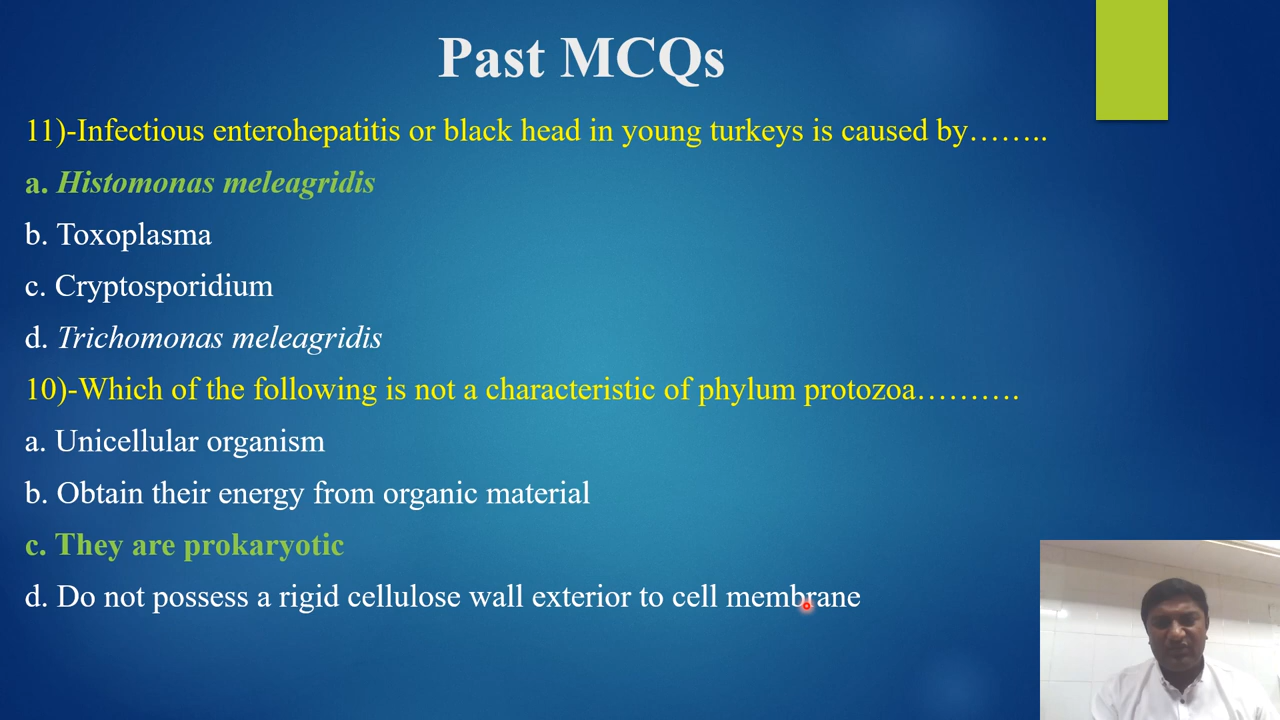 Past MCQs
11)-Infectious enterohepatitis or black head in young turkeys is caused by……..
a. Histomonas meleagridis
b. Toxoplasma
c. Cryptosporidium
d. Trichomonas meleagridis
10)-Which of the following is not a characteristic of phylum protozoa……….
a. Unicellular organism
b. Obtain their energy from organic material
c. They are prokaryotic
d. Do not possess a rigid cellulose wall exterior to cell membrane